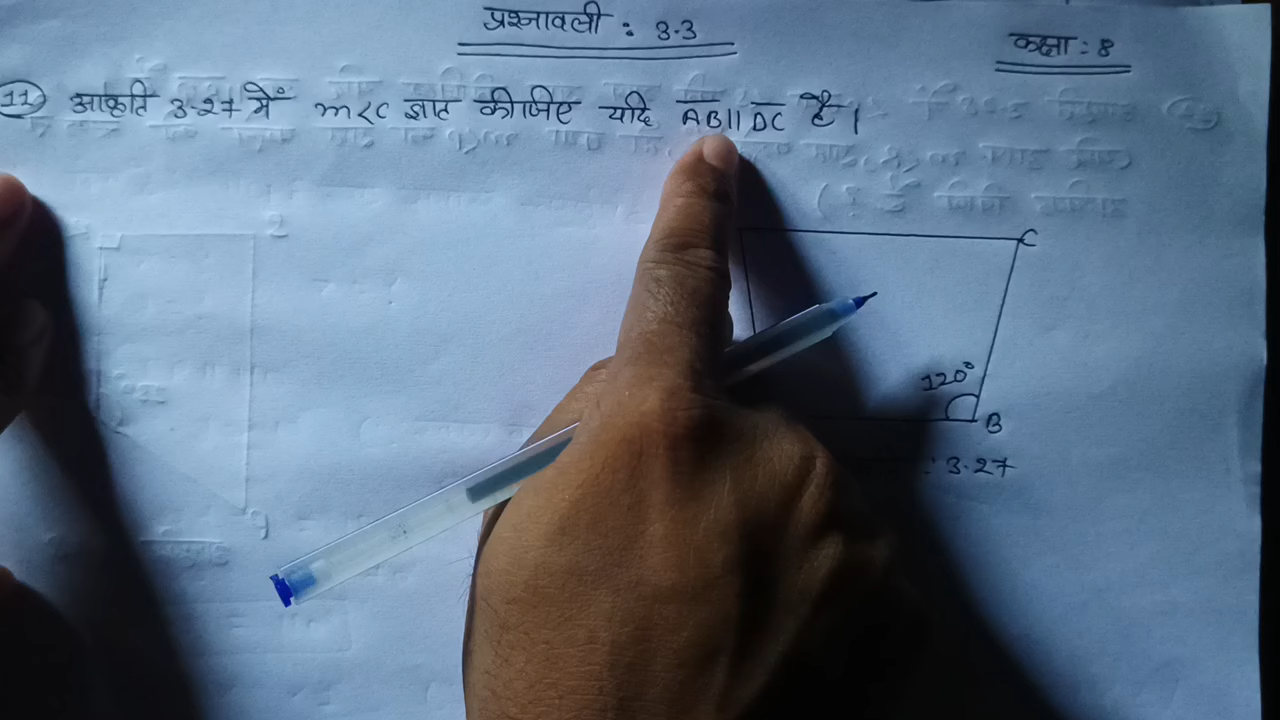 प्रश्नावली : 3.3
कक्षा : 8
11 आकृति 3.27 में m<C ज्ञात कीजिए यदि AB || DC है।
C
120°
B
: 3.27